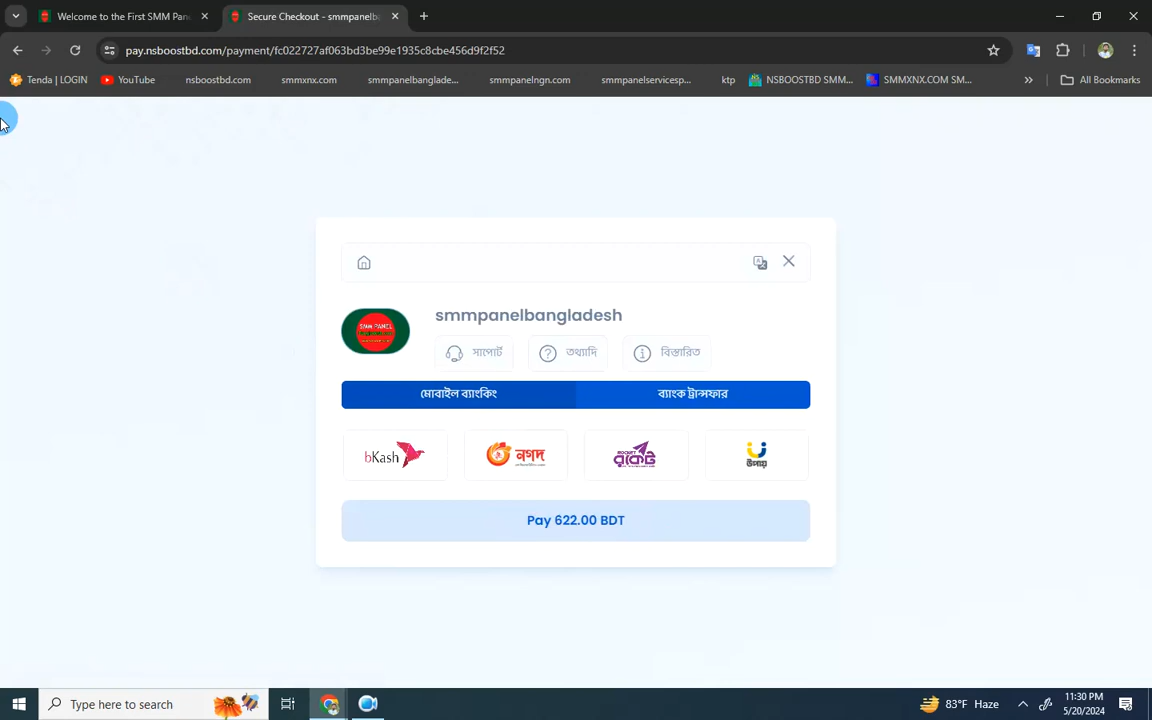 Welcome to the First SMM Pan
Secure Checkout - smmpanelb
pay.nsboostbd.com/payment/fc022727af063bd3be99e1935c8cbe456d9f2f52
Tenda | LOGIN
YouTube
nsboostbd.com
smmxnx.com
smmpanelbanglade...
smmpanelngn.com
smmpanelservicesp...
ktp
NSBOOSTBD SMM...
SMMXNX.COM SM...
»
All Bookmarks
SMM PANEL
smmpanelbangladesh
সাপোর্ট
তথ্যাদি
বিস্তারিত
মোবাইল ব্যাংকিং
ব্যাংক ট্রান্সফার
bKash
নগদ
ROCKET
রকেট
উপায়
Pay 622.00 BDT
Type here to search
83°F Haze
11:30 PM
5/20/2024